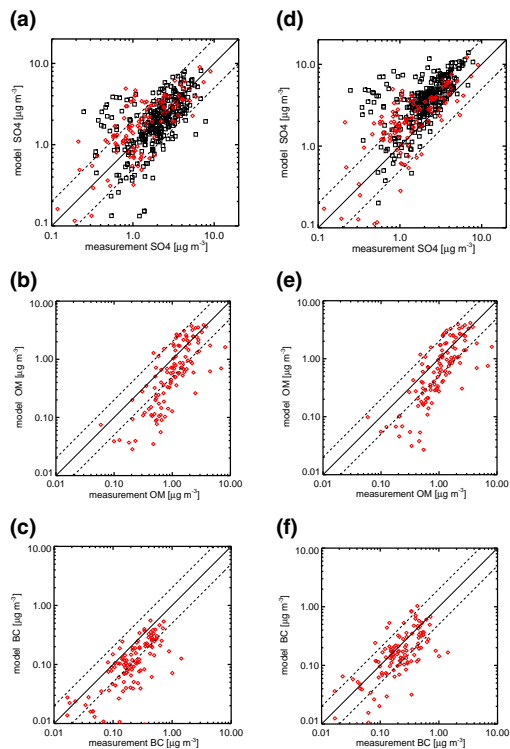 (a)
10.0
1.0
0.1
model SO4 [µg m⁻³]
0.1 1.0 10.0
measurement SO4 [µg m⁻³]
(d)
10.0
1.0
0.1
model SO4 [µg m⁻³]
0.1 1.0 10.0
measurement SO4 [µg m⁻³]
(b)
10.00
1.00
0.10
0.01
model OM [µg m⁻³]
0.01 0.10 1.00 10.00
measurement OM [µg m⁻³]
(e)
10.00
1.00
0.10
0.01
model OM [µg m⁻³]
0.01 0.10 1.00 10.00
measurement OM [µg m⁻³]
(c)
10.00
1.00
0.10
0.01
model BC [µg m⁻³]
0.01 0.10 1.00 10.00
measurement BC [µg m⁻³]
(f)
10.00
1.00
0.10
0.01
model BC [µg m⁻³]
0.01 0.10 1.00 10.00
measurement BC [µg m⁻³]